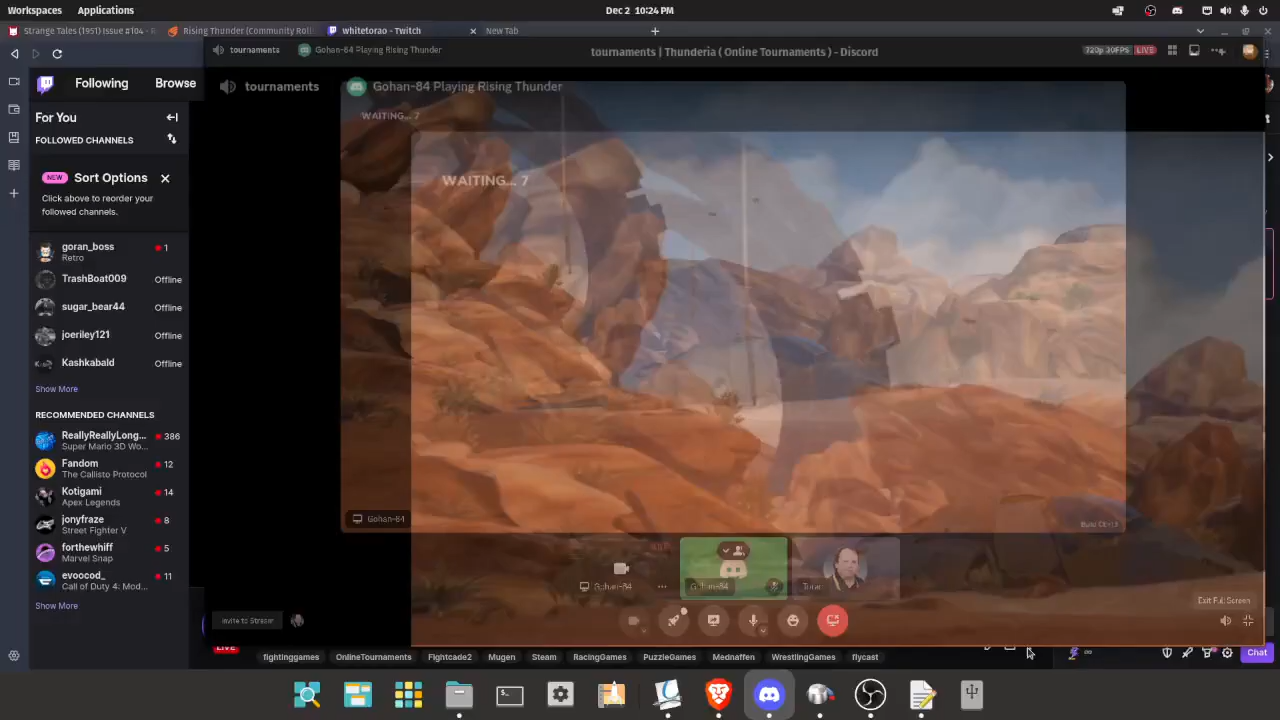 Workspaces
Applications
Dec 2 10:24 PM
Strange Tales (1951) Issue #104 - R
Rising Thunder (Community Roll
whitetorao - Twitch
New Tab
tournaments
Gohan-84 Playing Rising Thunder
tournaments | Thunderia ( Online Tournaments ) - Discord
720p 30FPS
LIVE
Following
Browse
tournaments
Gohan-84 Playing Rising Thunder
WAITING... 7
WAITING... 7
For You
FOLLOWED CHANNELS
NEW
Sort Options
Click above to reorder your
followed channels.
goran_boss
1
Retro
TrashBoat009
Offline
sugar_bear44
Offline
joeriley121
Offline
Kashkabald
Offline
Show More
RECOMMENDED CHANNELS
ReallyReallyLong...
386
Super Mario 3D Wo...
Fandom
12
The Callisto Protocol
Kotigami
14
Apex Legends
jonyfraze
8
Street Fighter V
forthewhiff
5
Marvel Snap
evoocod_
11
Call of Duty 4: Mod...
Show More
Gohan-84
Gohan-84
Exit Full Screen
Invite to Stream
LIVE
fightinggames
OnlineTournaments
Fightcade2
Mugen
Steam
RacingGames
PuzzleGames
Mednaffen
WrestlingGames
flycast
Chat